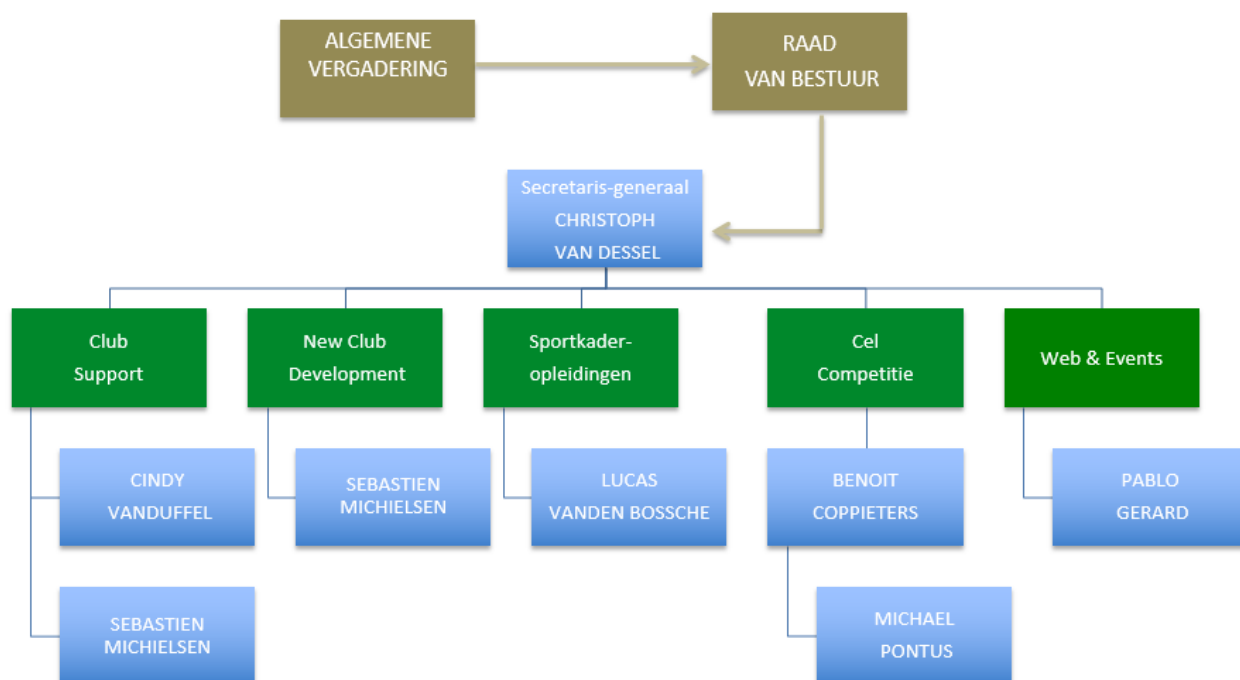 ALGEMENE
VERGADERING
RAAD
VAN BESTUUR
Secretaris-generaal
CHRISTOPH
VAN DESSEL
Club
Support
New Club
Development
Sportkader-
opleidingen
Cel
Competitie
Web & Events
CINDY
VANDUFFEL
SEBASTIEN
MICHIELSEN
LUCAS
VANDEN BOSSCHE
BENOIT
COPPIETERS
PABLO
GERARD
SEBASTIEN
MICHIELSEN
MICHAEL
PONTUS